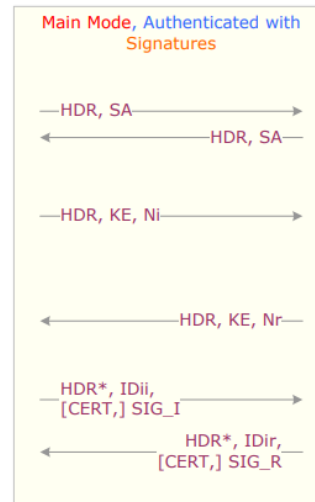 Main Mode, Authenticated with
Signatures
HDR, SA
HDR, SA
HDR, KE, Ni
HDR, KE, Nr
HDR*, IDii,
[CERT,] SIG_I
HDR*, IDir,
[CERT,] SIG_R